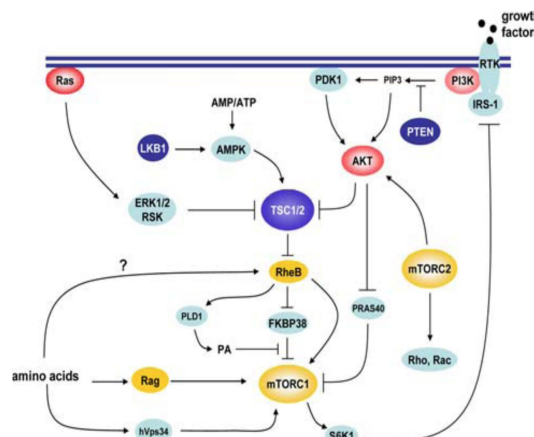 growth
factor
RTK
Ras
PDK1
PIP3
PI3K
IRS-1
AMP/ATP
PTEN
LKB1
AMPK
AKT
ERK1/2
RSK
TSC1/2
?
RheB
mTORC2
PLD1
FKBP38
PRAS40
PA
Rho, Rac
amino acids
Rag
mTORC1
hVps34
S6K1